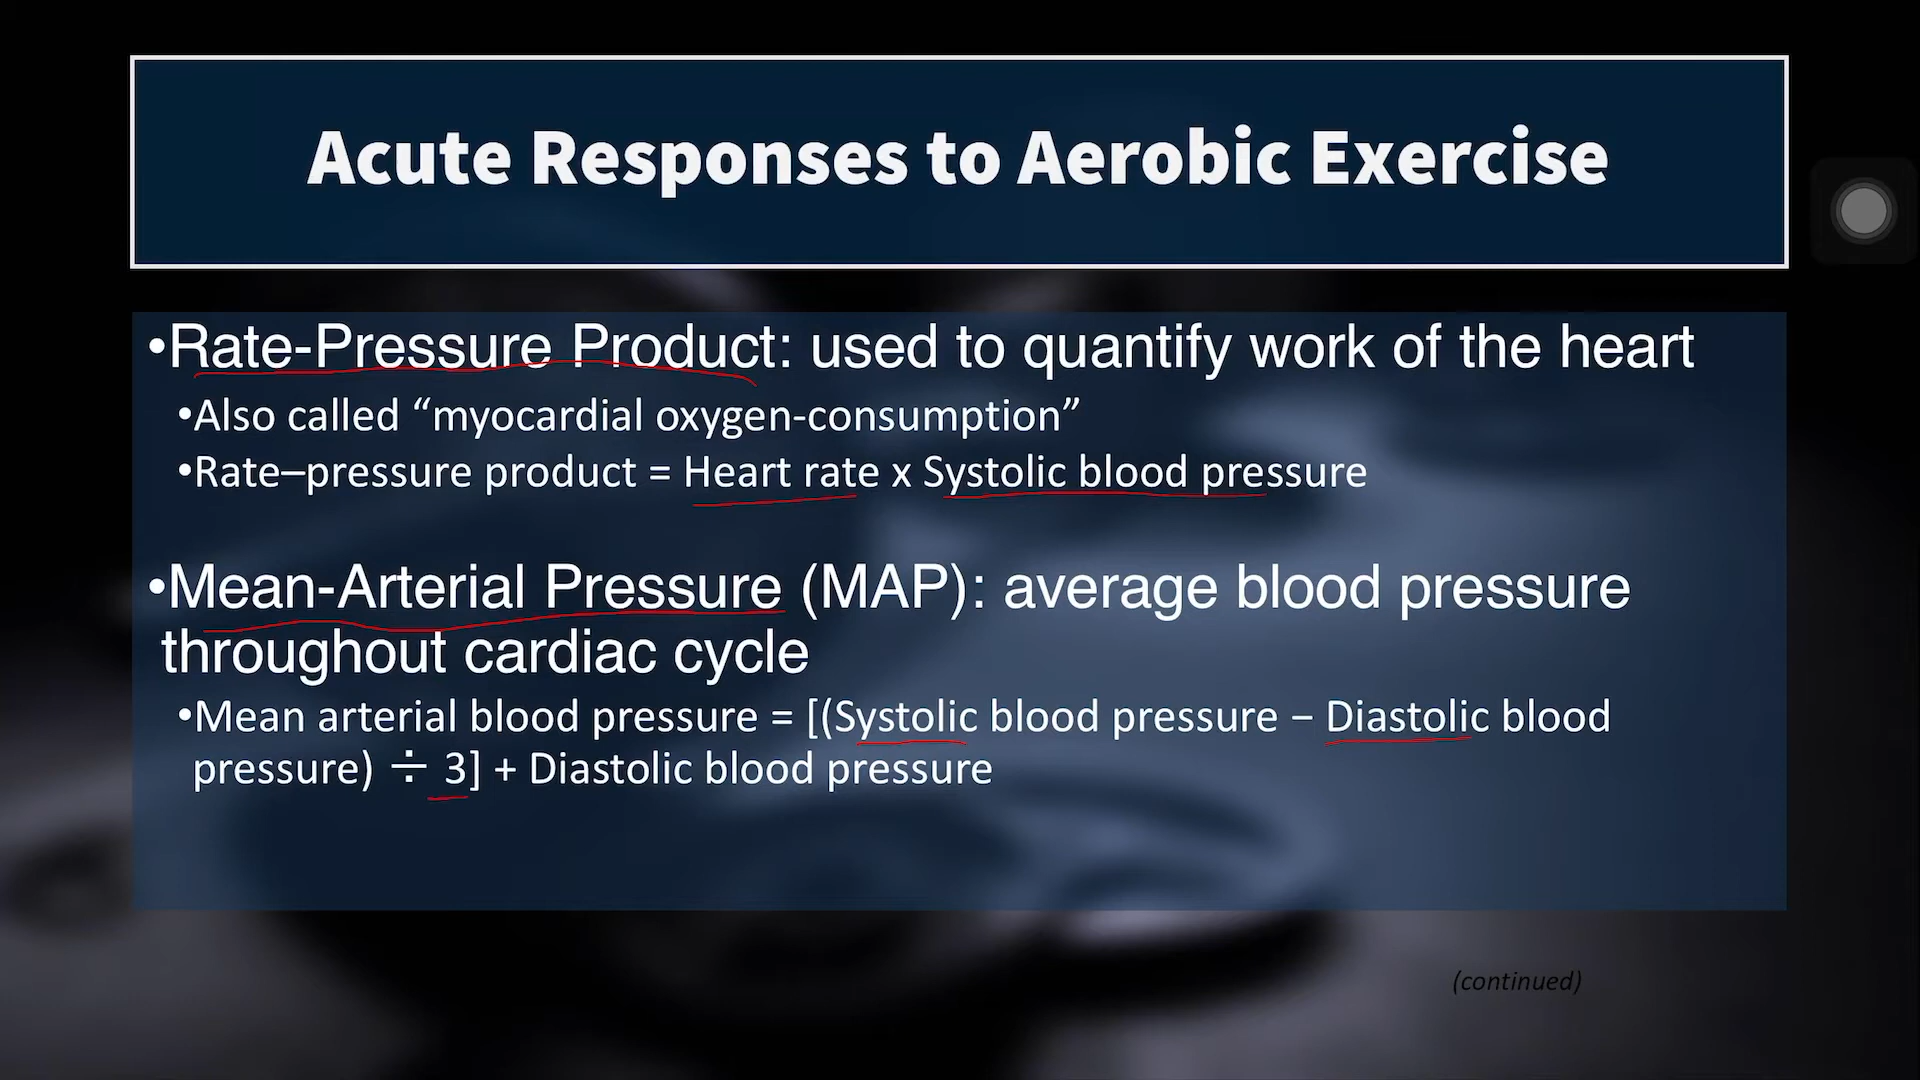 Acute Responses to Aerobic Exercise
•Rate-Pressure Product: used to quantify work of the heart
•Also called “myocardial oxygen-consumption”
•Rate–pressure product = Heart rate x Systolic blood pressure
•Mean-Arterial Pressure (MAP): average blood pressure
throughout cardiac cycle
•Mean arterial blood pressure = [(Systolic blood pressure − Diastolic blood
pressure) ÷ 3] + Diastolic blood pressure
(continued)